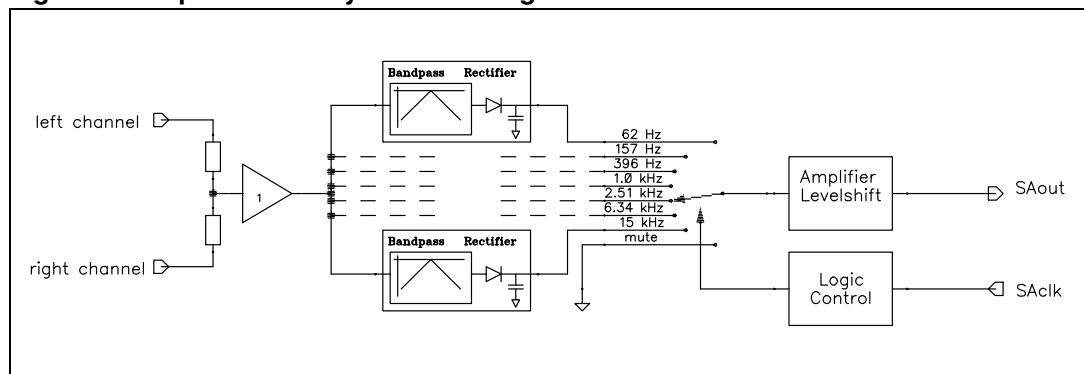 Bandpass Rectifier
left channel
62 Hz
157 Hz
396 Hz
1.0 kHz
2.51 kHz
6.34 kHz
15 kHz
mute
1
Amplifier
Levelshift
SAout
Bandpass Rectifier
right channel
Logic
Control
SAclk